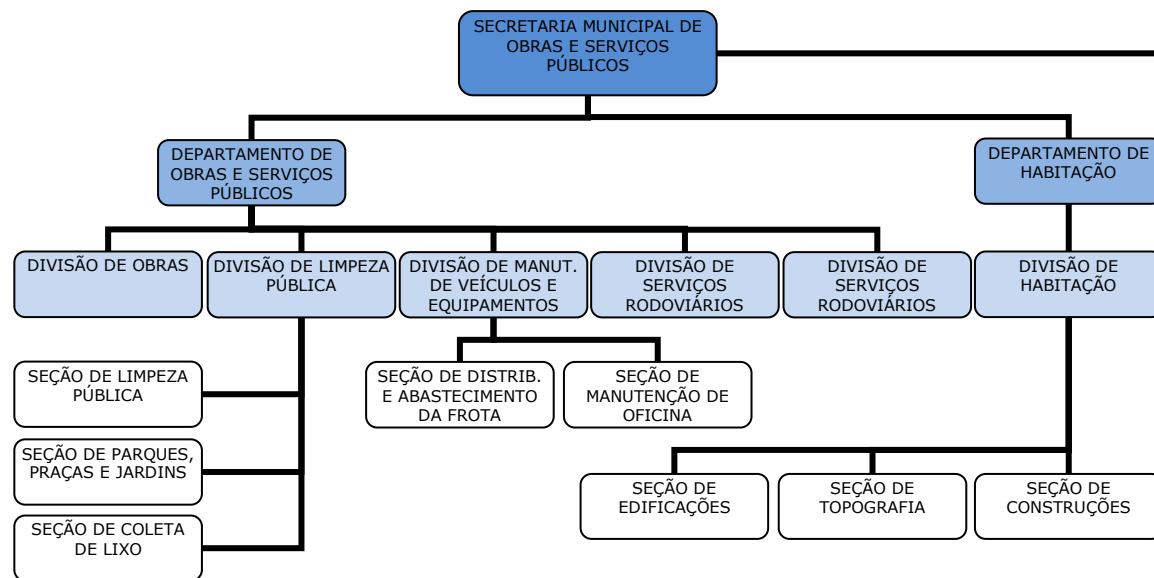 SECRETARIA MUNICIPAL DE
OBRAS E SERVIÇOS
PÚBLICOS
DEPARTAMENTO DE
OBRAS E SERVIÇOS
PÚBLICOS
DEPARTAMENTO DE
HABITAÇÃO
DIVISÃO DE OBRAS
DIVISÃO DE LIMPEZA
PÚBLICA
DIVISÃO DE MANUT.
DE VEÍCULOS E
EQUIPAMENTOS
DIVISÃO DE
SERVIÇOS
RODOVIÁRIOS
DIVISÃO DE
SERVIÇOS
RODOVIÁRIOS
DIVISÃO DE
HABITAÇÃO
SEÇÃO DE LIMPEZA
PÚBLICA
SEÇÃO DE DISTRIB.
E ABASTECIMENTO
DA FROTA
SEÇÃO DE
MANUTENÇÃO DE
OFICINA
SEÇÃO DE PARQUES,
PRAÇAS E JARDINS
SEÇÃO DE
EDIFICAÇÕES
SEÇÃO DE
TOPOGRAFIA
SEÇÃO DE
CONSTRUÇÕES
SEÇÃO DE COLETA
DE LIXO